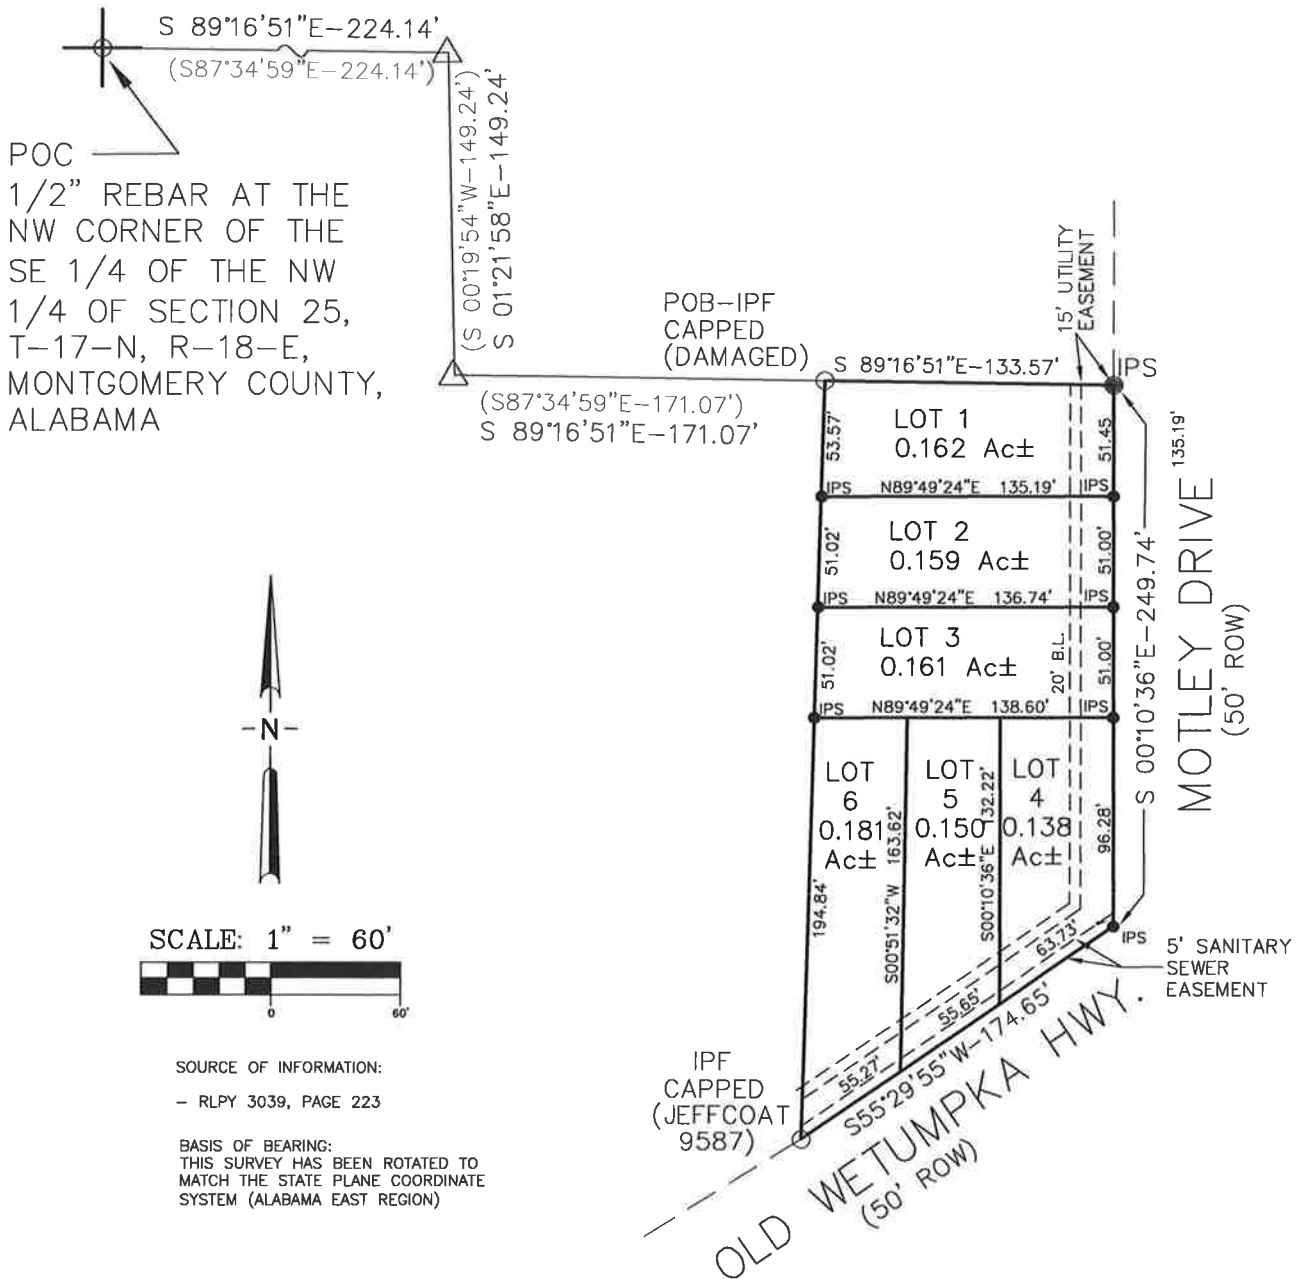 S 89°16'51"E-224.14'
(S87°34'59"E-224.14')
(S 00°19'54"W-149.24')
S 01°21'58"E-149.24'
POC
1/2" REBAR AT THE
NW CORNER OF THE
SE 1/4 OF THE NW
1/4 OF SECTION 25,
T-17-N, R-18-E,
MONTGOMERY COUNTY,
ALABAMA
POB-IPF
CAPPED
(DAMAGED)
(S87°34'59"E-171.07')
S 89°16'51"E-171.07'
15' UTILITY
EASEMENT
S 89°16'51"E-133.57'
IPS
53.57'
LOT 1
0.162 Ac±
51.45
135.19'
IPS
N89°49'24"E 135.19'
IPS
51.02'
LOT 2
0.159 Ac±
51.00'
IPS
N89°49'24"E 136.74'
IPS
51.02'
LOT 3
0.161 Ac±
20' B.L.
51.00'
IPS
N89°49'24"E 138.60'
IPS
S 00°10'36"E-249.74'
MOTLEY DRIVE
(50' ROW)
LOT
6
0.181
Ac±
LOT
5
0.150
Ac±
LOT
4
0.138
Ac±
194.84'
S00°51'32"W 163.62'
S00°10'36"E 132.22'
96.28'
IPS
63.73'
55.65'
55.27'
S55°29'55"W-174.65'
5' SANITARY
SEWER
EASEMENT
OLD WETUMPKA HWY.
(50' ROW)
IPF
CAPPED
(JEFFCOAT
9587)
-N-
SCALE: 1" = 60'
0 60'
SOURCE OF INFORMATION:
- RLPY 3039, PAGE 223
BASIS OF BEARING:
THIS SURVEY HAS BEEN ROTATED TO
MATCH THE STATE PLANE COORDINATE
SYSTEM (ALABAMA EAST REGION)